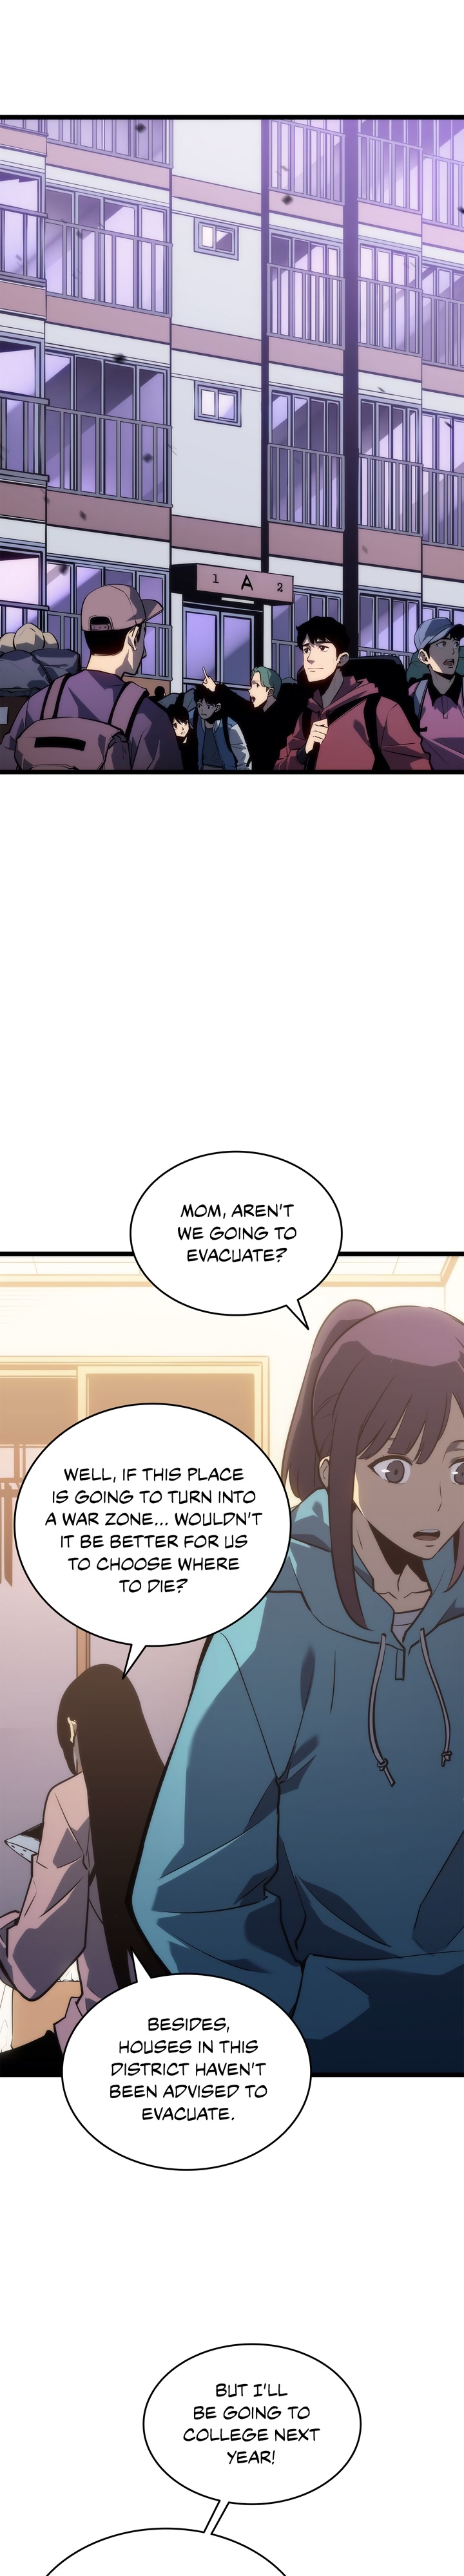 1 A 2
MOM, AREN'T
WE GOING TO
EVACUATE?
WELL, IF THIS PLACE
IS GOING TO TURN INTO
A WAR ZONE... WOULDN'T
IT BE BETTER FOR US
TO CHOOSE WHERE
TO DIE?
BESIDES,
HOUSES IN THIS
DISTRICT HAVEN'T
BEEN ADVISED TO
EVACUATE.
BUT I'LL
BE GOING TO
COLLEGE NEXT
YEAR!